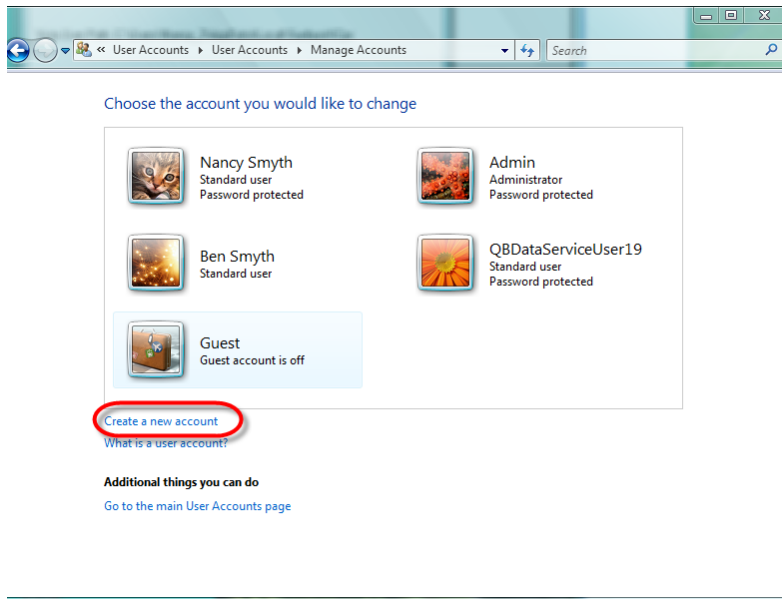 « User Accounts ▸ User Accounts ▸ Manage Accounts
Search
Choose the account you would like to change
Nancy Smyth
Standard user
Password protected
Admin
Administrator
Password protected
Ben Smyth
Standard user
QBDataServiceUser19
Standard user
Password protected
Guest
Guest account is off
Create a new account
What is a user account?
Additional things you can do
Go to the main User Accounts page